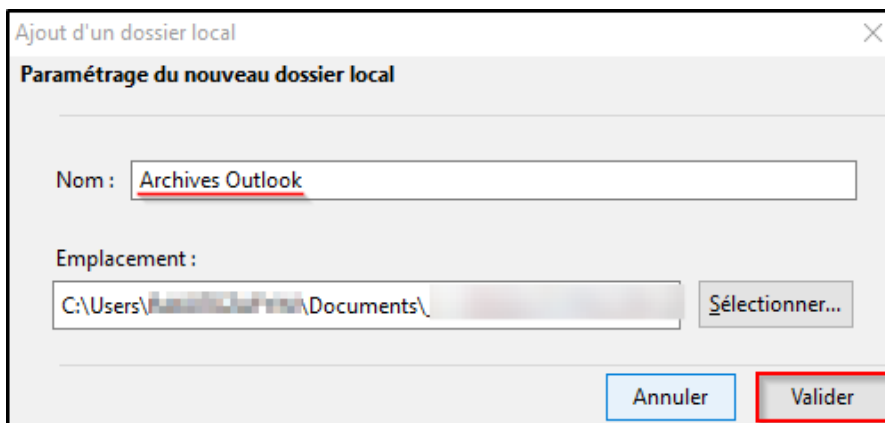 Ajout d'un dossier local
Paramétrage du nouveau dossier local
Nom : Archives Outlook
Emplacement :
C:\Users\ \Documents\_ Sélectionner...
Annuler Valider